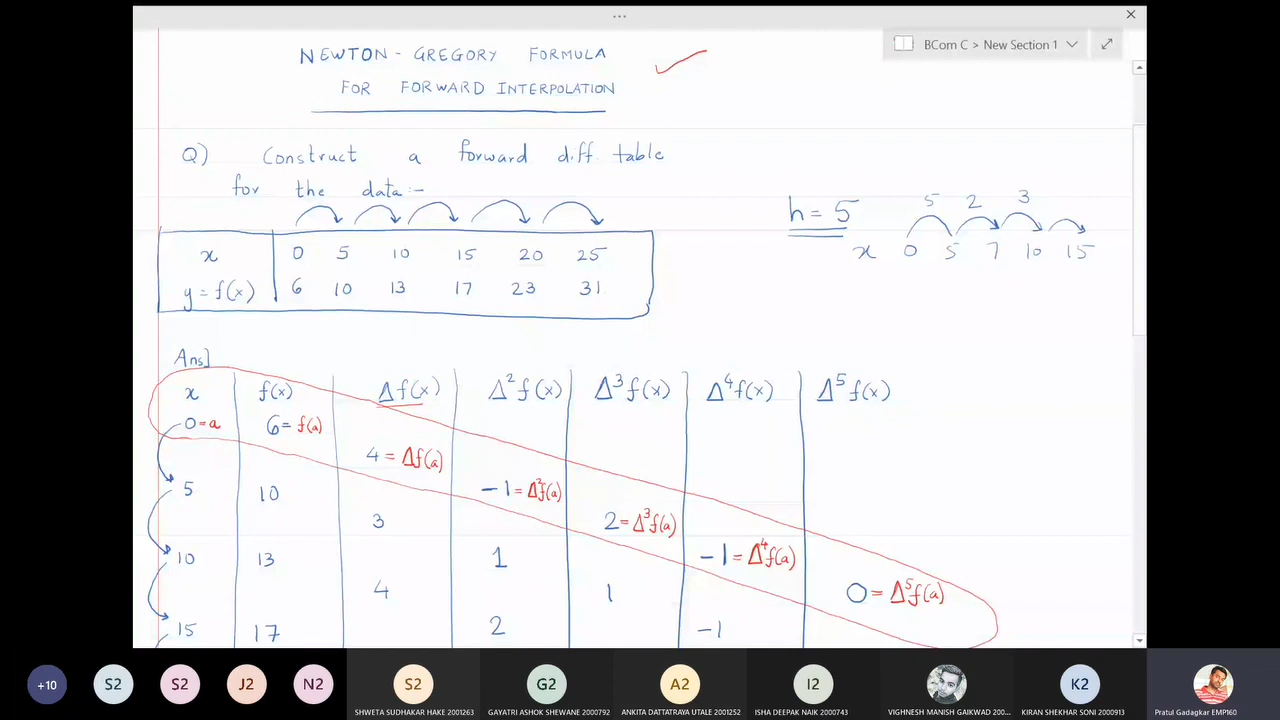 BCom C > New Section 1
NEWTON - GREGORY FORMULA
FOR FORWARD INTERPOLATION
Q) Construct a forward diff. table
for the data:-
h = 5
5 2 3
x 0 5 7 10 15
x 0 5 10 15 20 25
y = f(x) 6 10 13 17 23 31
Ans]
x f(x) Δf(x) Δ²f(x) Δ³f(x) Δ⁴f(x) Δ⁵f(x)
0 = a 6 = f(a)
4 = Δf(a)
5 10 -1 = Δ²f(a)
3 2 = Δ³f(a)
10 13 1 -1 = Δ⁴f(a)
4 1 0 = Δ⁵f(a)
15 17 2 -1
+10 S2 S2 J2 N2 S2 G2 A2 I2 K2
SHWETA SUDHAKAR HAKE 2001263 GAYATRI ASHOK SHEWANE 2000792 ANKITA DATTATRAYA UTALE 2001252 ISHA DEEPAK NAIK 2000743 VIGHNESH MANISH GAIKWAD 200... KIRAN SHEKHAR SONI 2000913 Pratul Gadagkar EMP160